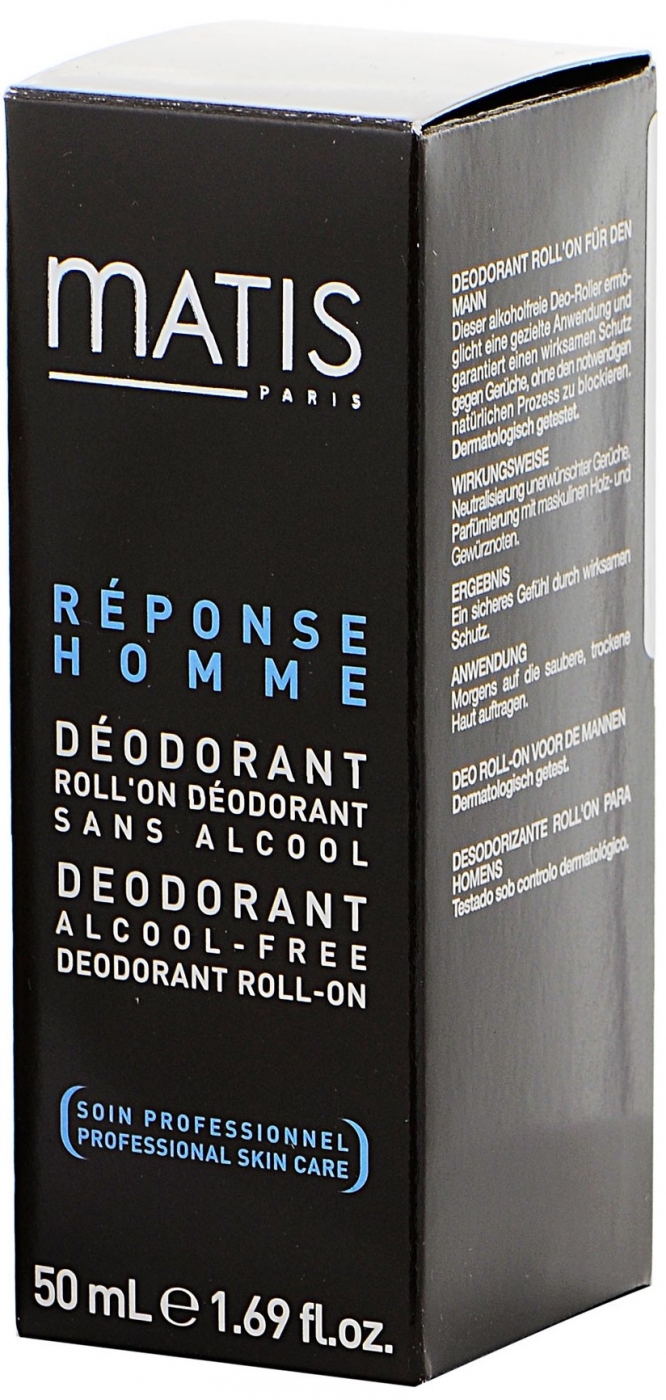 mATIS
PARIS
RÉPONSE
HOMME
DÉODORANT
ROLL'ON DÉODORANT
SANS ALCOOL
DEODORANT
ALCOOL-FREE
DEODORANT ROLL-ON
SOIN PROFESSIONNEL
PROFESSIONAL SKIN CARE
50 mL e 1.69 fl.oz.
DEODORANT ROLL'ON FÜR DEN
MANN
Dieser alkoholfreie Deo-Roller ermö-
glicht eine gezielte Anwendung und
garantiert einen wirksamen Schutz
gegen Gerüche, ohne den notwendigen
natürlichen Prozess zu blockieren.
Dermatologisch getestet.
WIRKUNGSWEISE
Neutralisierung unerwünschter Gerüche.
Parfümierung mit maskulinen Holz- und
Gewürznoten.
ERGEBNIS
Ein sicheres Gefühl durch wirksamen
Schutz.
ANWENDUNG
Morgens auf die saubere, trockene
Haut auftragen.
DEO ROLL-ON VOOR DE MANNEN
Dermatologisch getest.
DESODORIZANTE ROLL'ON PARA
HOMENS
Testado sob controlo dermatológico.